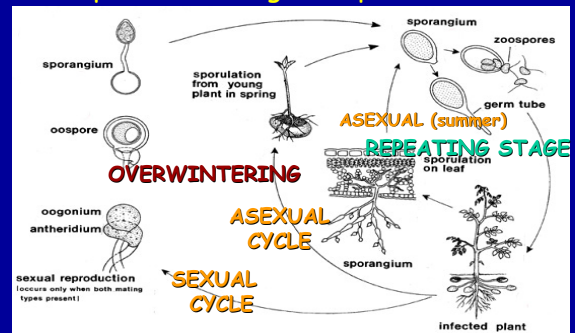 sporangium
sporangium
zoospores
sporulation
from young
plant in spring
germ tube
ASEXUAL (summer)
oospore
REPEATING STAGE
sporulation
on leaf
OVERWINTERING
oogonium
antheridium
ASEXUAL
CYCLE
sporangium
sexual reproduction
(occurs only when both mating
types present)
SEXUAL
CYCLE
infected plant